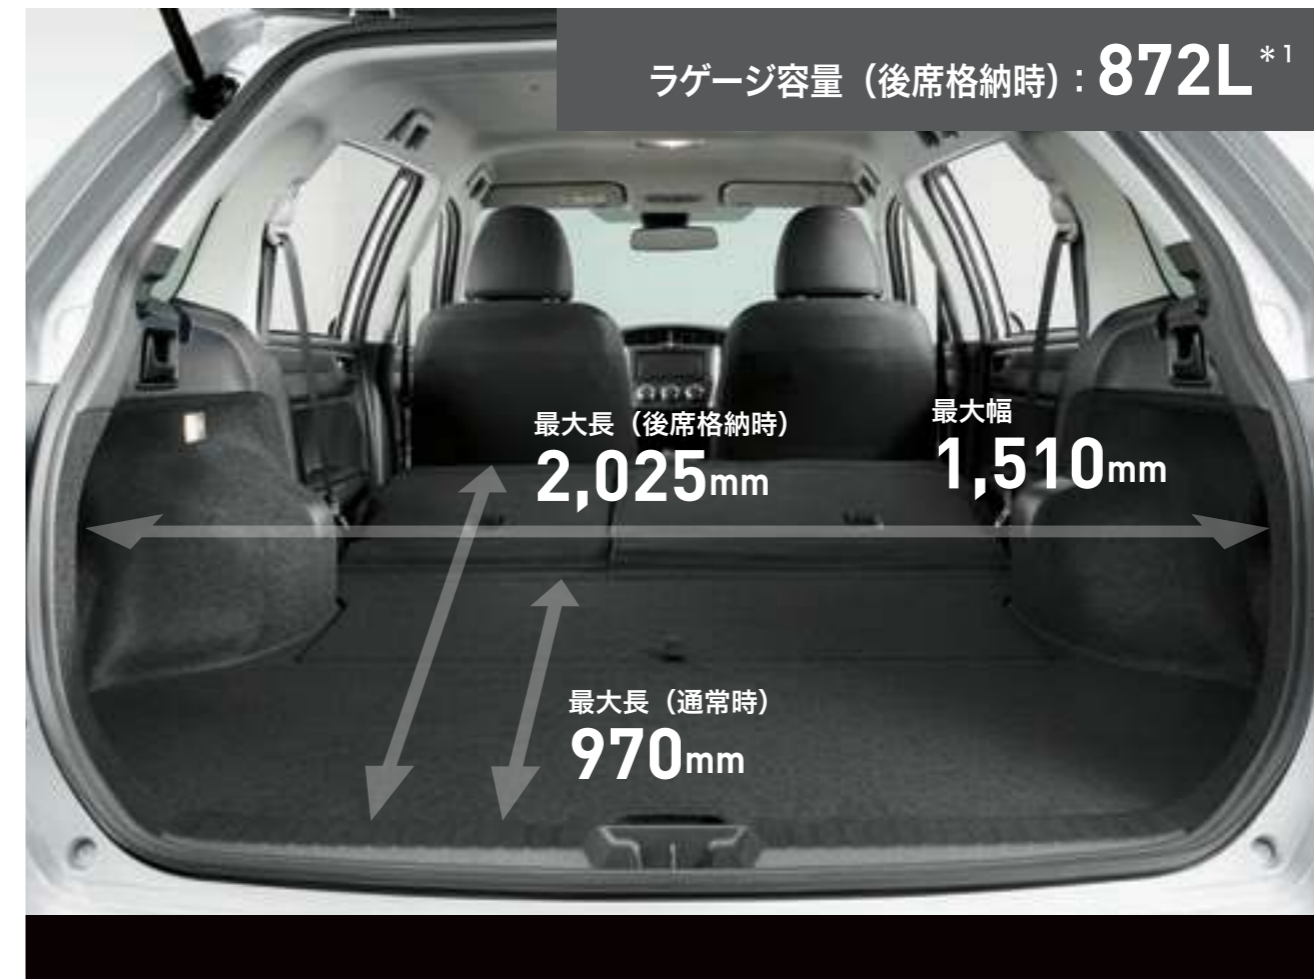 ラゲージ容量（後席格納時）：872L＊1
最大長（後席格納時）
2,025mm
最大幅
1,510mm
最大長（通常時）
970mm